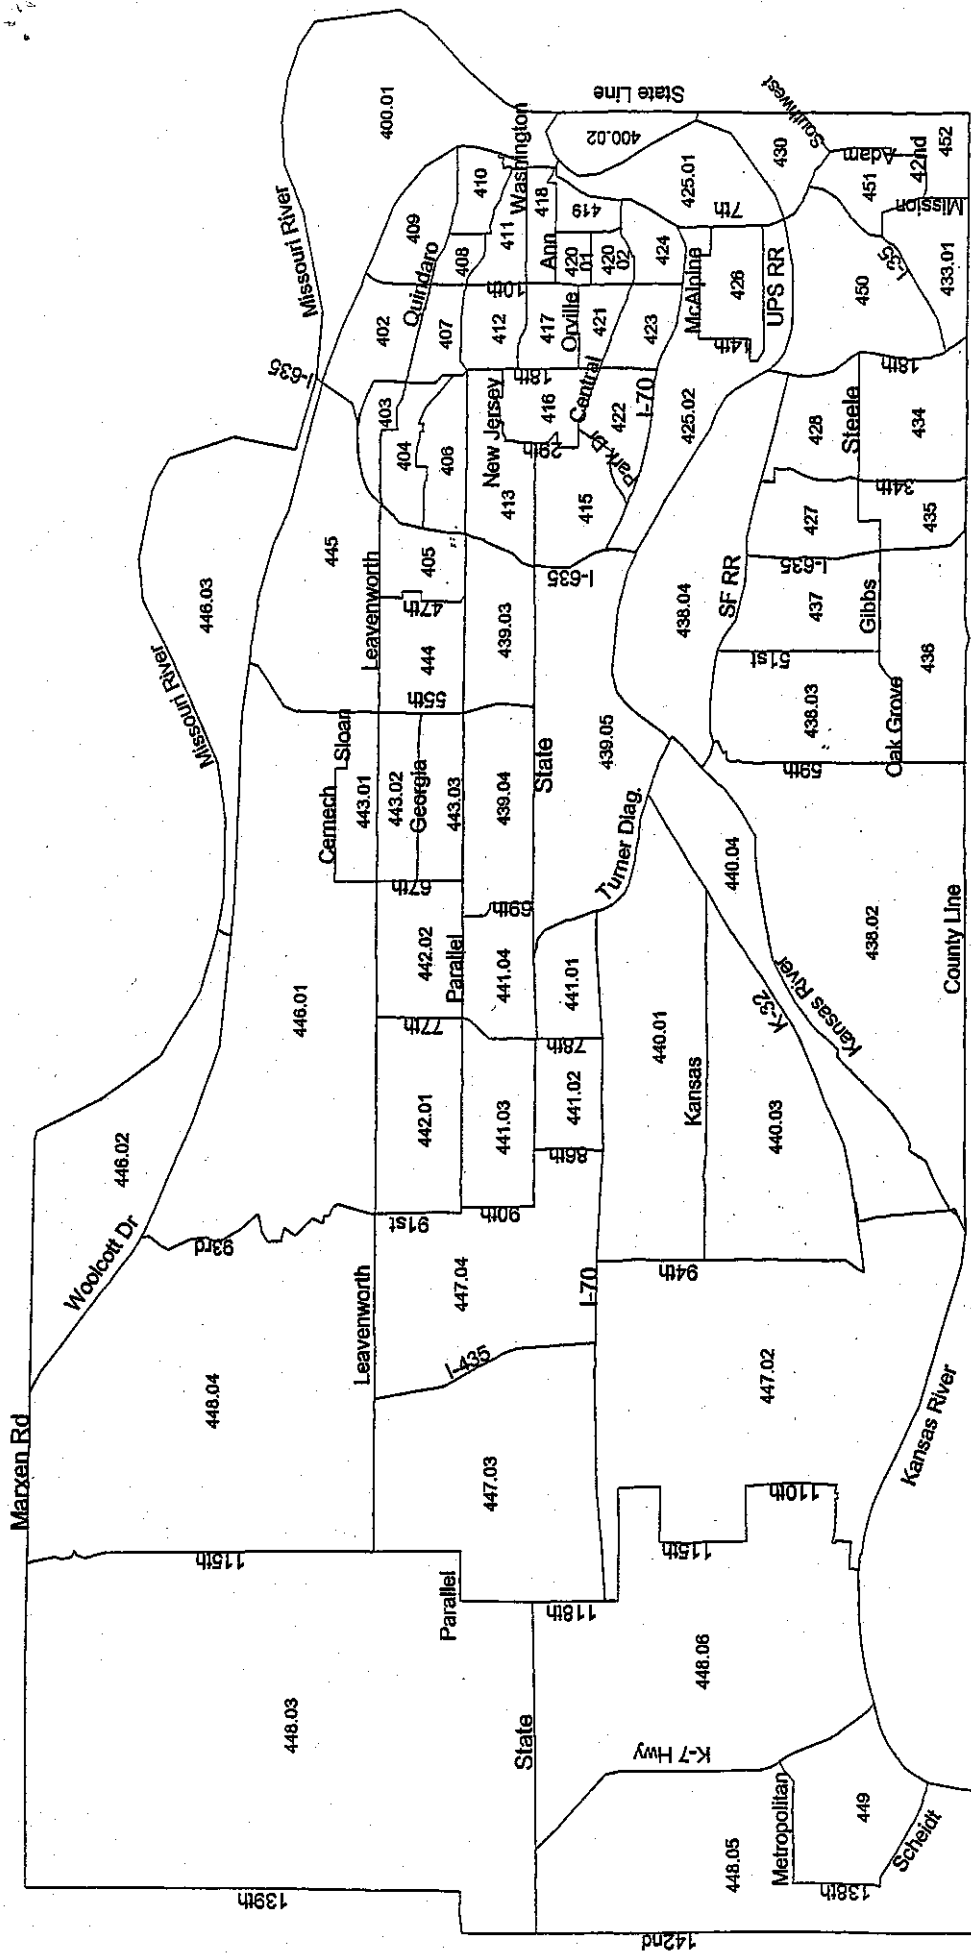 Marxen Rd
139th
448.03
115th
448.04
Woolcott Dr
446.02
93rd
446.01
Missouri River
446.03
445
Missouri River
I-635
400.01
Cernech
Sloan
443.01
Leavenworth
Leavenworth
443.02
Georgia
443.03
67th
55th
444
47th
405
403
404
406
402
409
Quindaro
407
408
410
411
Washington
412
10th
18th
Parallel
Parallel
I-435
447.04
447.03
91st
442.01
77th
442.02
90th
441.03
441.04
69th
439.04
439.03
New Jersey
413
29th
416
417
418
Ann
419
420
01
420
02
Orville
421
Central
State
State
118th
86th
441.02
78th
441.01
439.05
I-635
415
Park Dr
422
423
424
I-70
I-70
400.02
State Line
425.01
7th
430
Southwest
425.02
McAlpine
426
14th
UPS RR
Turner Diag.
440.01
Kansas
94th
440.03
440.04
K-32
Kansas River
438.04
SF RR
438.03
51st
437
I-635
427
34th
428
Steele
18th
450
I-35
451
Adam
42nd
452
Mission
433.01
434
435
Gibbs
436
Oak Grove
59th
438.02
County Line
447.02
Kansas River
110th
115th
448.06
K-7 Hwy
448.05
Metropolitan
138th
449
Scheidt
142nd